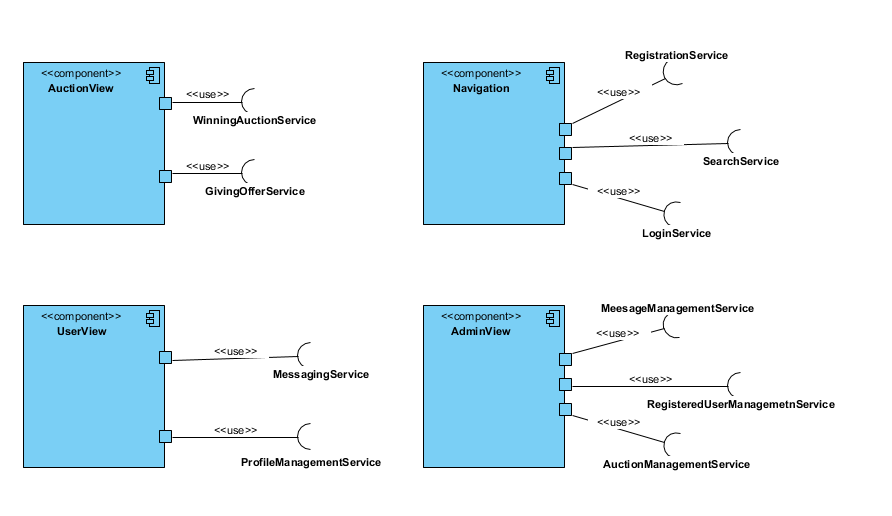 <<component>>
AuctionView
<<use>>
WinningAuctionService
<<use>>
GivingOfferService
<<component>>
Navigation
RegistrationService
<<use>>
<<use>>
SearchService
<<use>>
LoginService
<<component>>
UserView
<<use>>
MessagingService
<<use>>
ProfileManagementService
<<component>>
AdminView
MeesageManagementService
<<use>>
<<use>>
RegisteredUserManagemetnService
<<use>>
AuctionManagementService